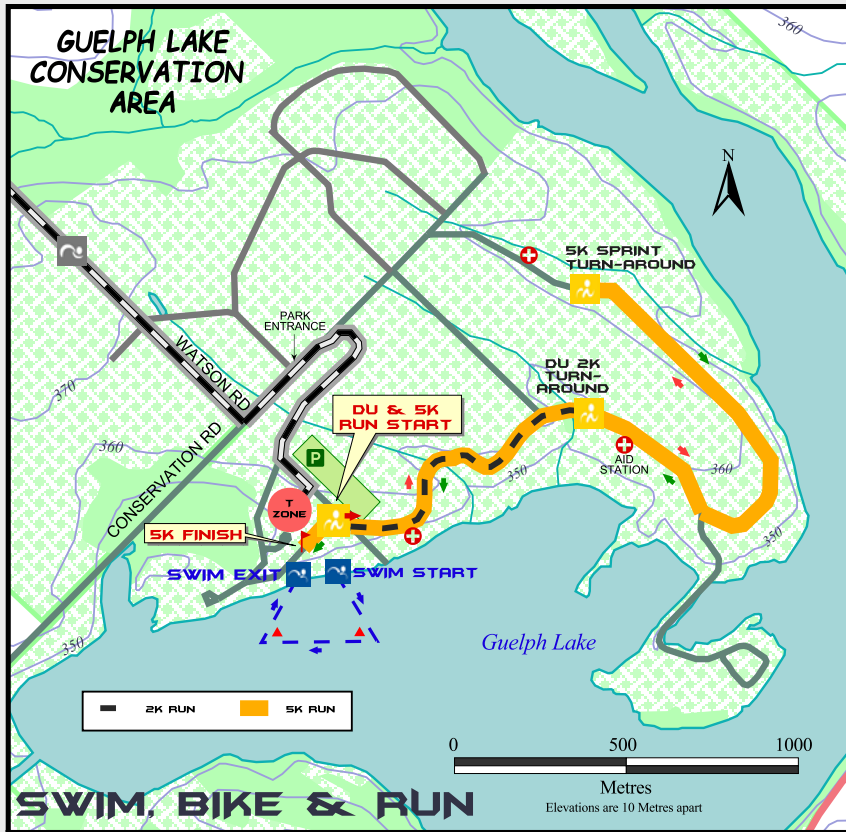 GUELPH LAKE
CONSERVATION
AREA
360
N
5K SPRINT
TURN-AROUND
PARK
ENTRANCE
WATSON RD
DU 2K
TURN-
AROUND
370
DU & 5K
RUN START
CONSERVATION RD
360
P
AID
STATION
350
360
T
ZONE
5K FINISH
350
SWIM EXIT
SWIM START
350
Guelph Lake
2K RUN
5K RUN
0 500 1000
Metres
Elevations are 10 Metres apart
SWIM, BIKE & RUN